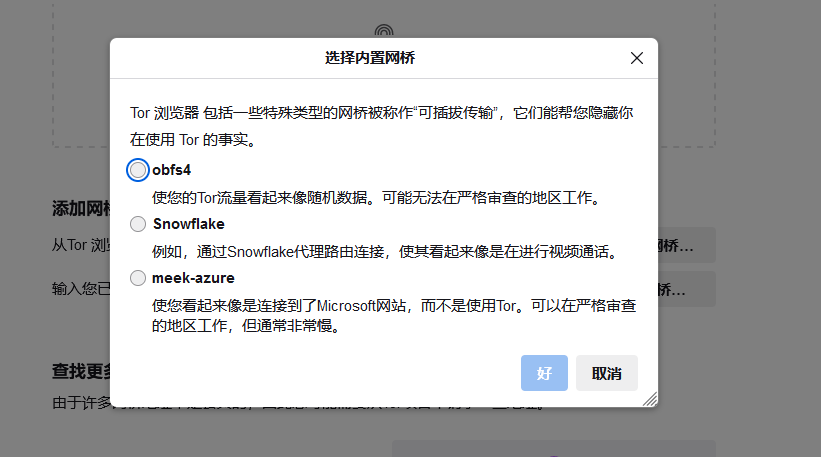 选择内置网桥
Tor 浏览器 包括一些特殊类型的网桥被称作“可插拔传输”，它们能帮您隐藏你
在使用 Tor 的事实。
obfs4
使您的Tor流量看起来像随机数据。可能无法在严格审查的地区工作。
添加网
Snowflake
从Tor 浏
例如，通过Snowflake代理路由连接，使其看起来像是在进行视频通话。
网桥…
meek-azure
输入您已
使您看起来像是连接到了Microsoft网站，而不是使用Tor。可以在严格审查
的地区工作，但通常非常慢。
桥…
好
取消
查找更多
由于许多